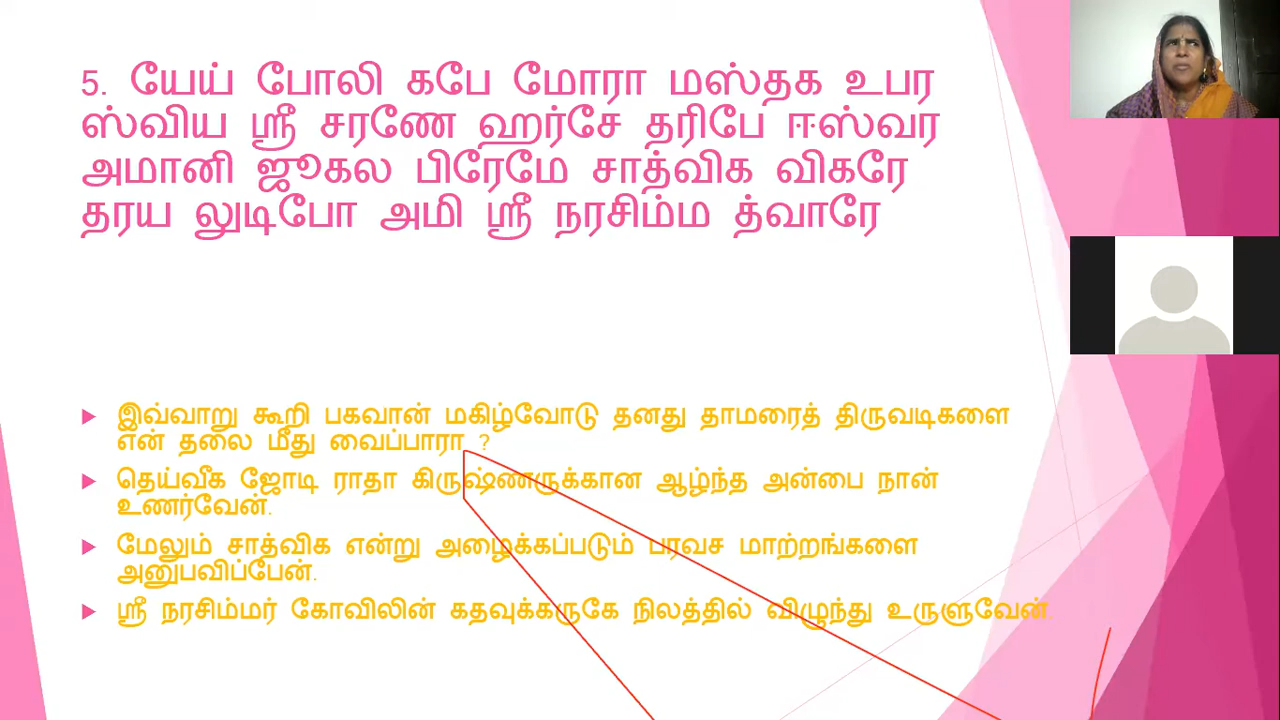 5. யேய் போலி கபே மோரா மஸ்தக உபர
ஸ்விய ஸ்ரீ சரணே ஹர்சே தரிபே ஈஸ்வர
அமானி ஜூகல பிரேமே சாத்விக விகரே
தரய லுடிபோ அமி ஸ்ரீ நரசிம்ம த்வாரே
இவ்வாறு கூறி பகவான் மகிழ்வோடு தனது தாமரைத் திருவடிகளை
என் தலை மீது வைப்பாரா ?
தெய்வீக ஜோடி ராதா கிருஷ்ணருக்கான ஆழ்ந்த அன்பை நான்
உணர்வேன்.
மேலும் சாத்விக என்று அழைக்கப்படும் பரவச மாற்றங்களை
அனுபவிப்பேன்.
ஸ்ரீ நரசிம்மர் கோவிலின் கதவுக்கருகே நிலத்தில் விழுந்து உருளுவேன்.